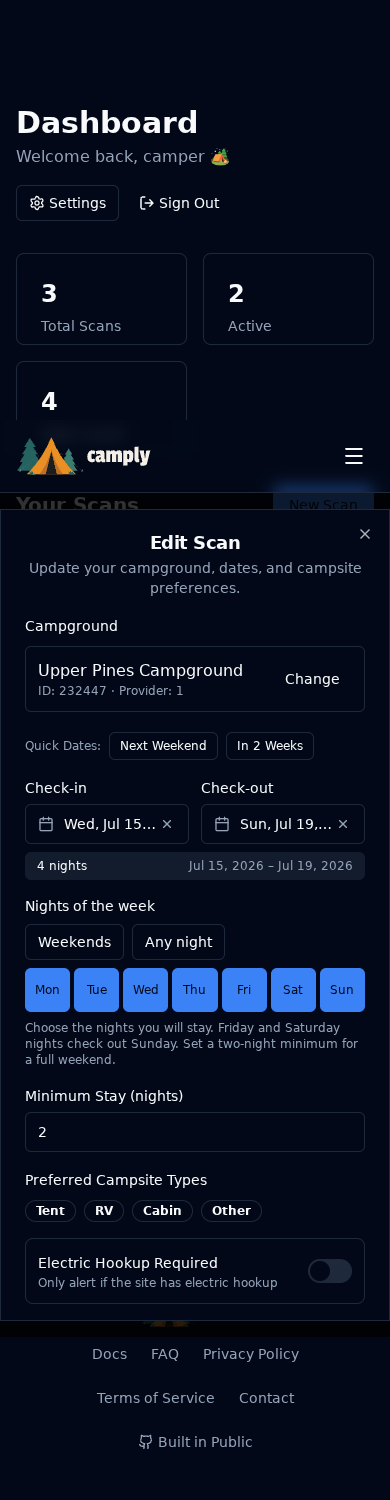 Dashboard
Welcome back, camper 🏕️
Settings
Sign Out
3
Total Scans
2
Active
4
camply
Your Scans
New Scan
Edit Scan
Update your campground, dates, and campsite
preferences.
Campground
Upper Pines Campground
ID: 232447 · Provider: 1
Change
Quick Dates:
Next Weekend
In 2 Weeks
Check-in
Check-out
Wed, Jul 15...
Sun, Jul 19,...
4 nights
Jul 15, 2026 – Jul 19, 2026
Nights of the week
Weekends
Any night
Mon
Tue
Wed
Thu
Fri
Sat
Sun
Choose the nights you will stay. Friday and Saturday
nights check out Sunday. Set a two-night minimum for
a full weekend.
Minimum Stay (nights)
2
Preferred Campsite Types
Tent
RV
Cabin
Other
Electric Hookup Required
Only alert if the site has electric hookup
Docs
FAQ
Privacy Policy
Terms of Service
Contact
Built in Public